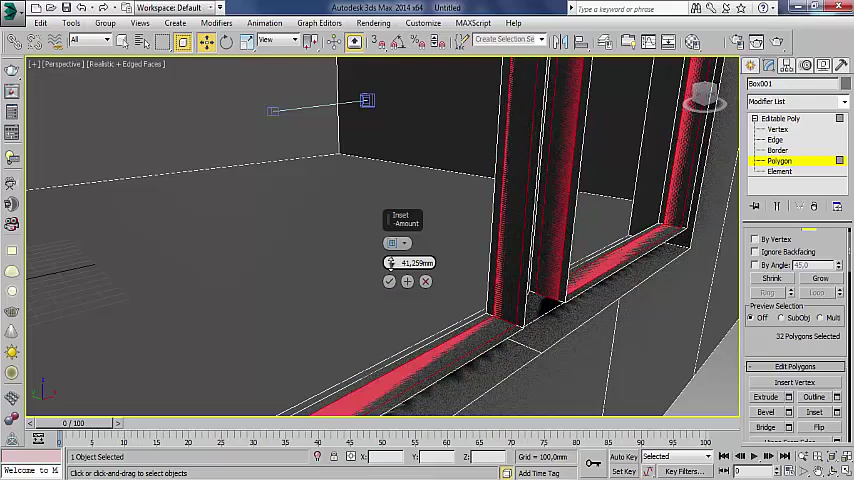 Workspace: Default
Autodesk 3ds Max 2014 x64 Untitled
Type a keyword or phrase
Edit Tools Group Views Create Modifiers Animation Graph Editors Rendering Customize MAXScript Help
All
View
Create Selection Se
[+] [Perspective] [Realistic + Edged Faces]
Box001
Modifier List
Editable Poly
Vertex
Edge
Border
Polygon
Element
Inset
-Amount
41,259mm
By Vertex
Ignore Backfacing
By Angle: 45,0
Shrink Grow
Ring Loop
Preview Selection
Off SubObj Multi
32 Polygons Selected
Edit Polygons
Insert Vertex
Extrude Outline
Bevel Inset
Bridge Flip
0 / 100
0 5 10 15 20 25 30 35 40 45 50 55 60 65 70 75 80 85 90 95 100
1 Object Selected
X: Y: Z: Grid = 100,0mm
Auto Key Selected
Welcome to M
Click or click-and-drag to select objects
Add Time Tag
Set Key Key Filters...
0